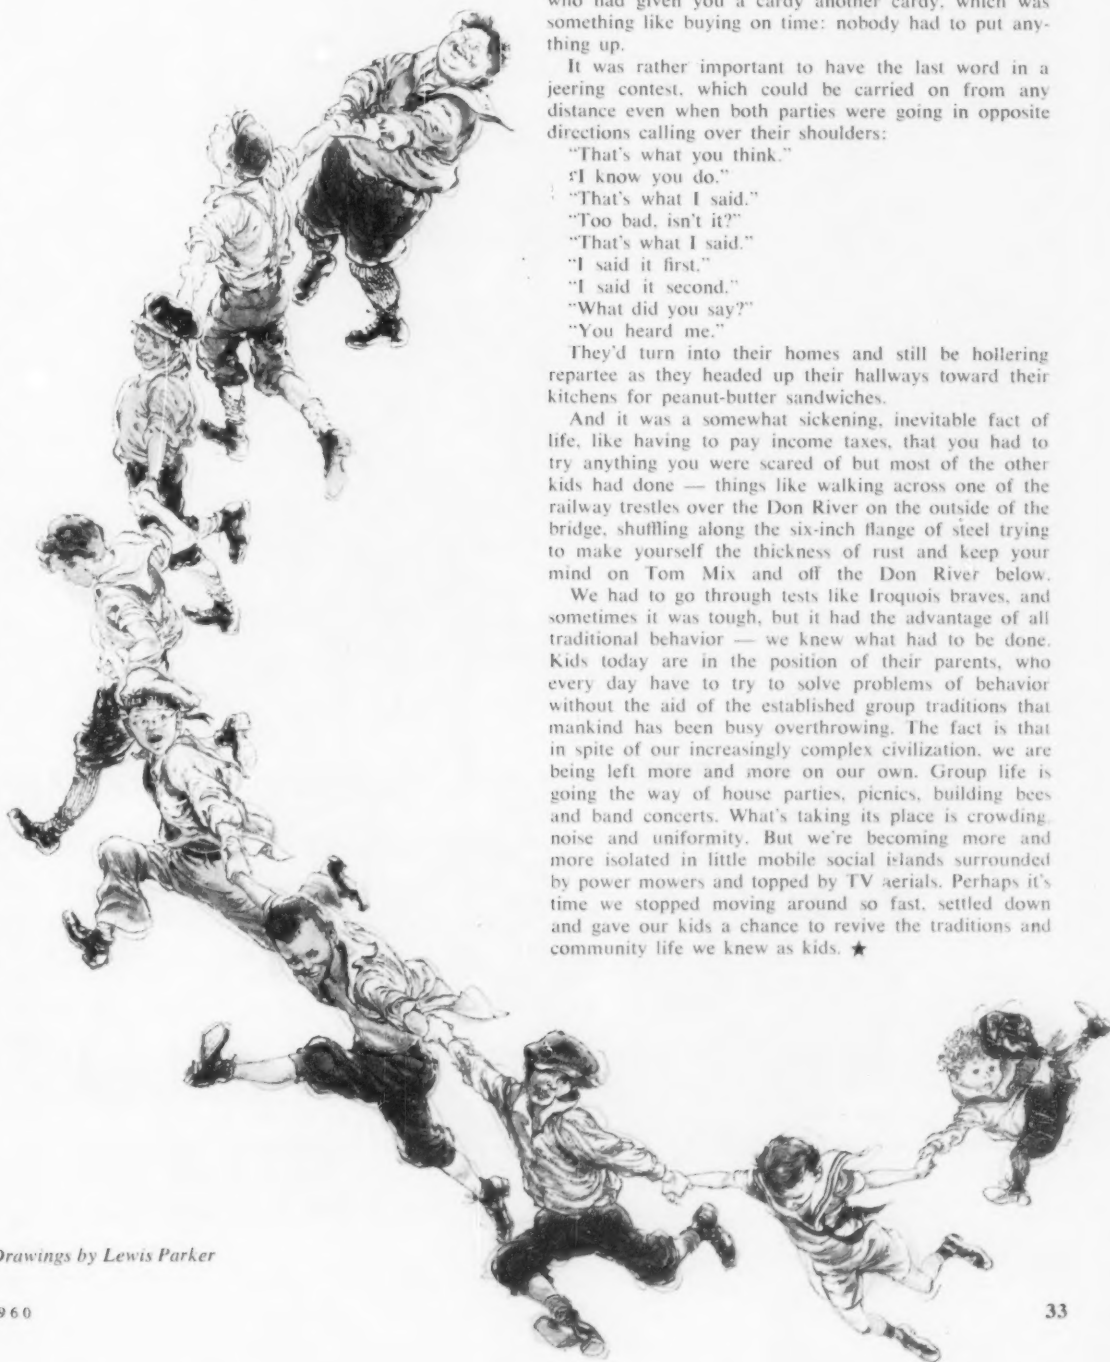 who had given you a cardy another cardy, which was
something like buying on time: nobody had to put any-
thing up.
It was rather important to have the last word in a
jeering contest, which could be carried on from any
distance even when both parties were going in opposite
directions calling over their shoulders:
"That's what you think."
"I know you do."
"That's what I said."
"Too bad, isn't it?"
"That's what I said."
"I said it first."
"I said it second."
"What did you say?"
"You heard me."
They'd turn into their homes and still be hollering
repartee as they headed up their hallways toward their
kitchens for peanut-butter sandwiches.
And it was a somewhat sickening, inevitable fact of
life, like having to pay income taxes, that you had to
try anything you were scared of but most of the other
kids had done — things like walking across one of the
railway trestles over the Don River on the outside of the
bridge, shuffling along the six-inch flange of steel trying
to make yourself the thickness of rust and keep your
mind on Tom Mix and off the Don River below.
We had to go through tests like Iroquois braves, and
sometimes it was tough, but it had the advantage of all
traditional behavior — we knew what had to be done.
Kids today are in the position of their parents, who
every day have to try to solve problems of behavior
without the aid of the established group traditions that
mankind has been busy overthrowing. The fact is that
in spite of our increasingly complex civilization, we are
being left more and more on our own. Group life is
going the way of house parties, picnics, building bees
and band concerts. What's taking its place is crowding,
noise and uniformity. But we're becoming more and
more isolated in little mobile social islands surrounded
by power mowers and topped by TV aerials. Perhaps it's
time we stopped moving around so fast, settled down
and gave our kids a chance to revive the traditions and
community life we knew as kids. ★
Drawings by Lewis Parker
960
33